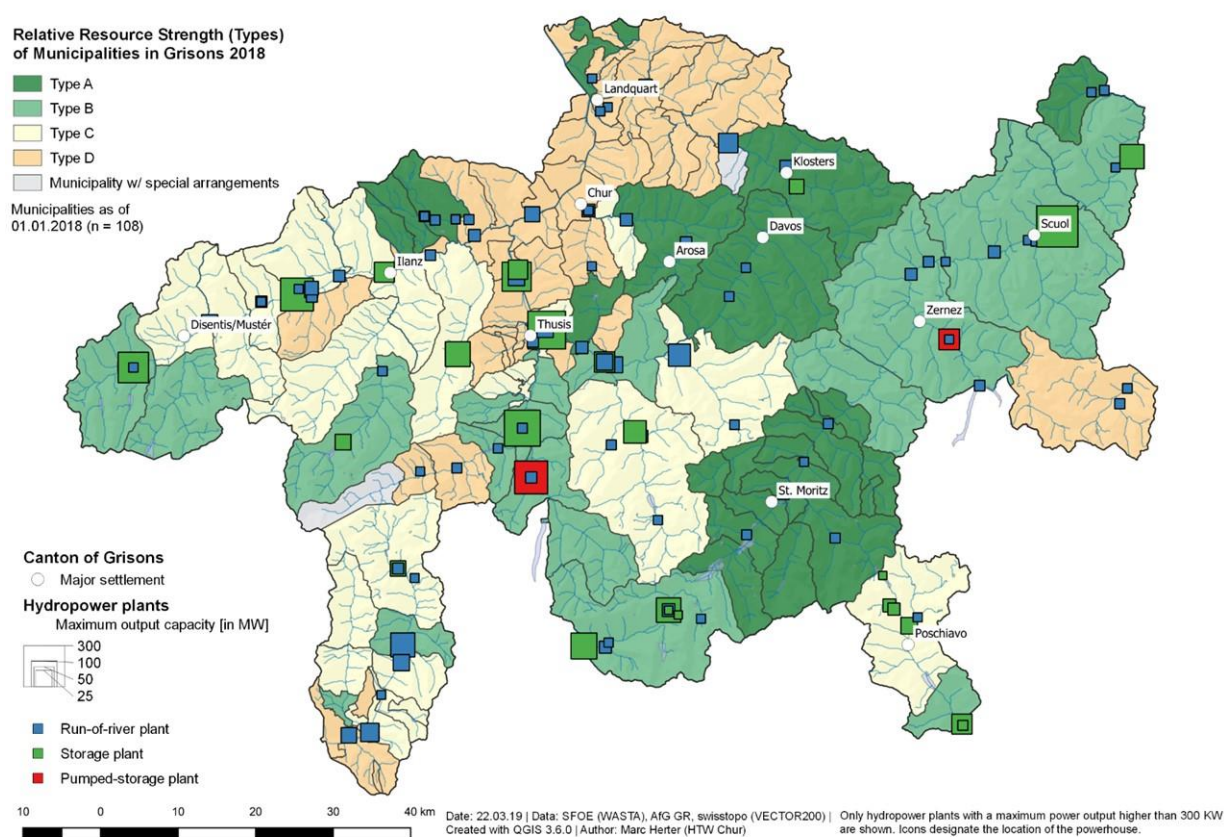 Relative Resource Strength (Types)
of Municipalities in Grisons 2018
Type A
Type B
Type C
Type D
Municipality w/ special arrangements
Municipalities as of
01.01.2018 (n = 108)
Landquart
Klosters
Chur
Scuol
Davos
Arosa
Ilanz
Zernez
Disentis/Mustér
Thusis
St. Moritz
Poschiavo
Canton of Grisons
Major settlement
Hydropower plants
Maximum output capacity [in MW]
300
100
50
25
Run-of-river plant
Storage plant
Pumped-storage plant
10 0 10 20 30 40 km
Date: 22.03.19 | Data: SFOE (WASTA), AfG GR, swisstopo (VECTOR200) | Only hydropower plants with a maximum power output higher than 300 KW
Created with QGIS 3.6.0 | Author: Marc Herter (HTW Chur) are shown. Icons designate the location of the powerhouse.